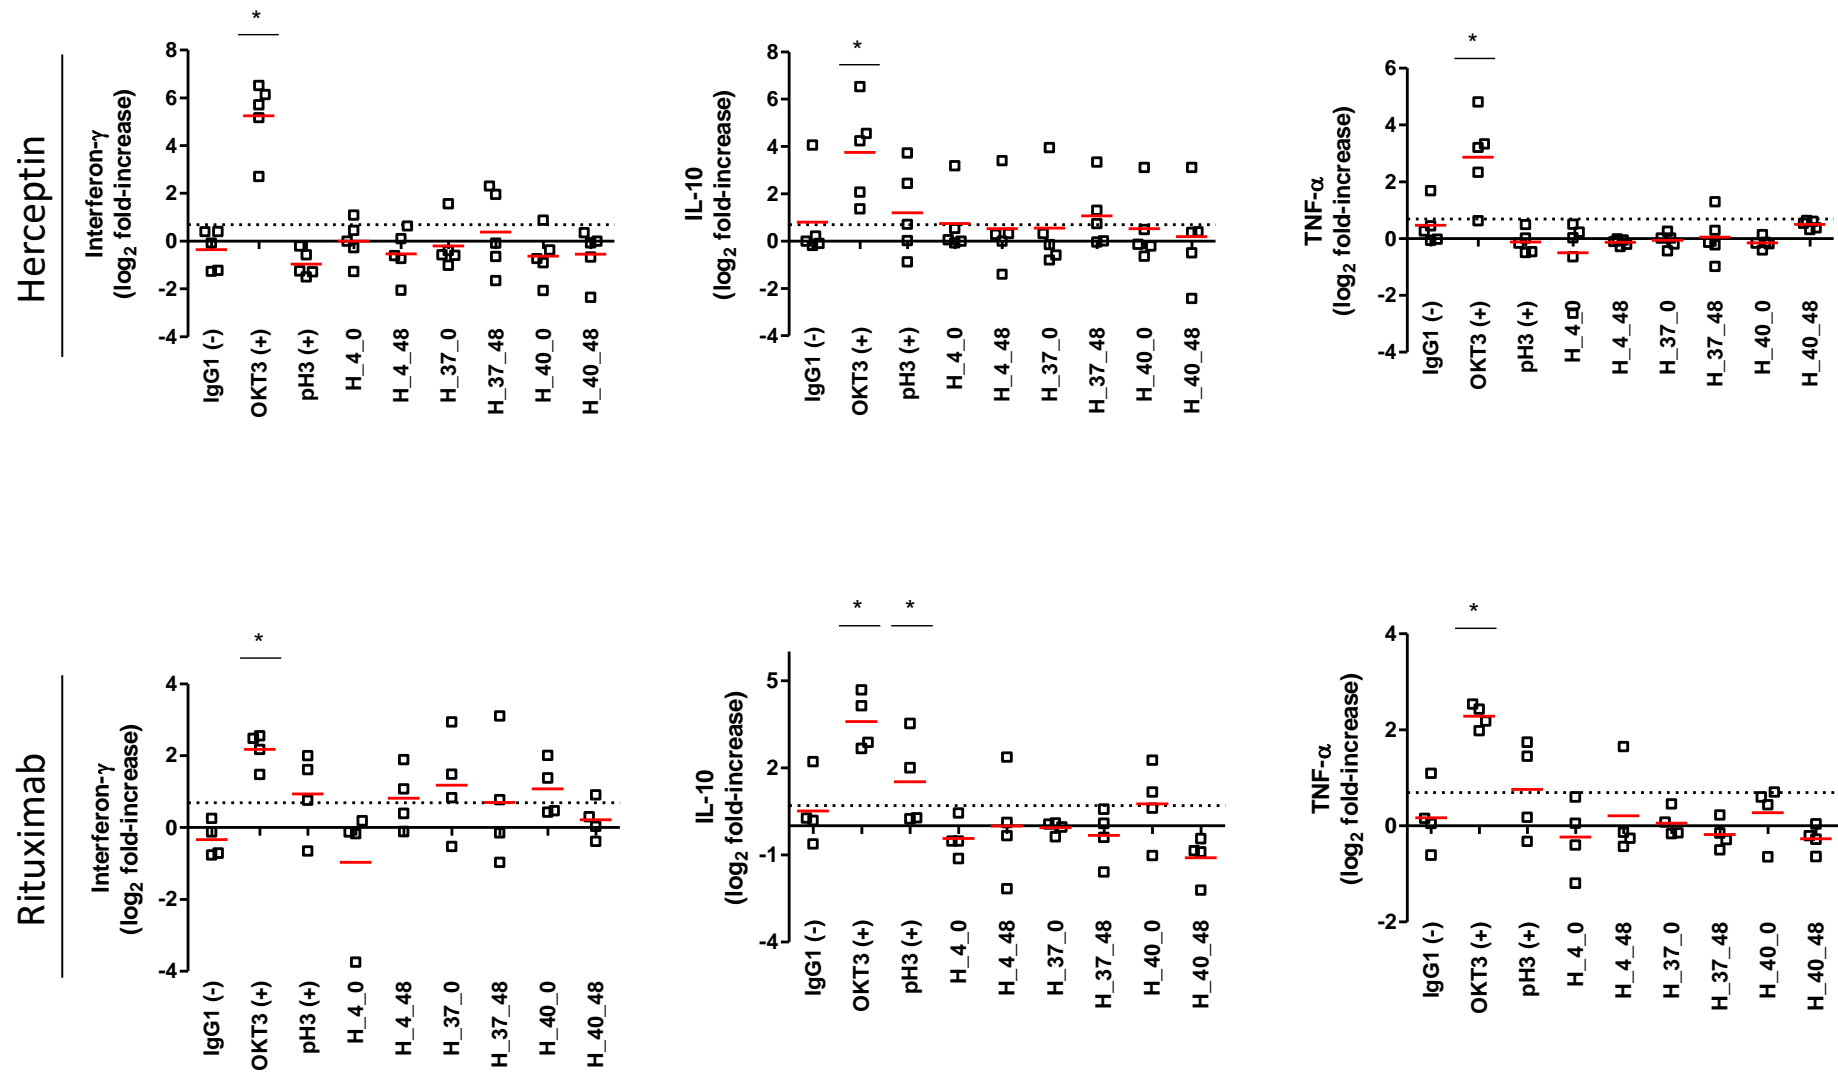 Herceptin
Interferon-γ
(log2 fold-increase)
*
8
6
4
2
0
-2
-4
IgG1 (-)
OKT3 (+)
pH3 (+)
H_4_0
H_4_48
H_37_0
H_37_48
H_40_0
H_40_48
IL-10
(log2 fold-increase)
*
8
6
4
2
0
-2
-4
IgG1 (-)
OKT3 (+)
pH3 (+)
H_4_0
H_4_48
H_37_0
H_37_48
H_40_0
H_40_48
TNF-α
(log2 fold-increase)
*
6
4
2
0
-2
-4
IgG1 (-)
OKT3 (+)
pH3 (+)
H_4_0
H_4_48
H_37_0
H_37_48
H_40_0
H_40_48
Rituximab
Interferon-γ
(log2 fold-increase)
*
4
2
0
-2
-4
IgG1 (-)
OKT3 (+)
pH3 (+)
H_4_0
H_4_48
H_37_0
H_37_48
H_40_0
H_40_48
IL-10
(log2 fold-increase)
* *
5
2
-1
-4
IgG1 (-)
OKT3 (+)
pH3 (+)
H_4_0
H_4_48
H_37_0
H_37_48
H_40_0
H_40_48
TNF-α
(log2 fold-increase)
*
4
2
0
-2
IgG1 (-)
OKT3 (+)
pH3 (+)
H_4_0
H_4_48
H_37_0
H_37_48
H_40_0
H_40_48